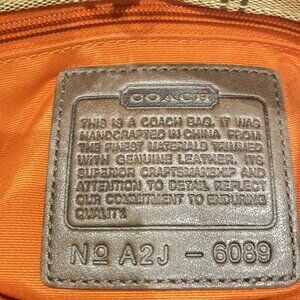 COACH
THIS IS A COACH BAG. IT WAS
HANDCRAFTED IN CHINA FROM
THE FINEST MATERIALS TRIMMED
WITH GENUINE LEATHER. ITS
SUPERIOR CRAFTSMANSHIP AND
ATTENTION TO DETAIL REFLECT
OUR COMMITMENT TO ENDURING
QUALITY.
Nº A2J - 6089